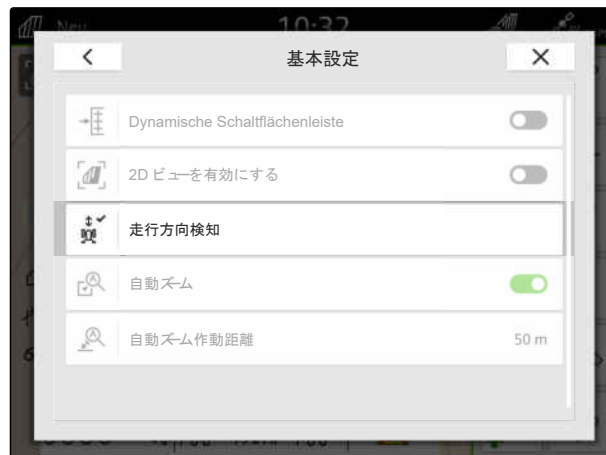 Neu 10:32
基本設定
Dynamische Schaltflächenleiste
2D ビューを有効にする
走行方向検知
自動ズーム
自動ズーム作動距離 50 m